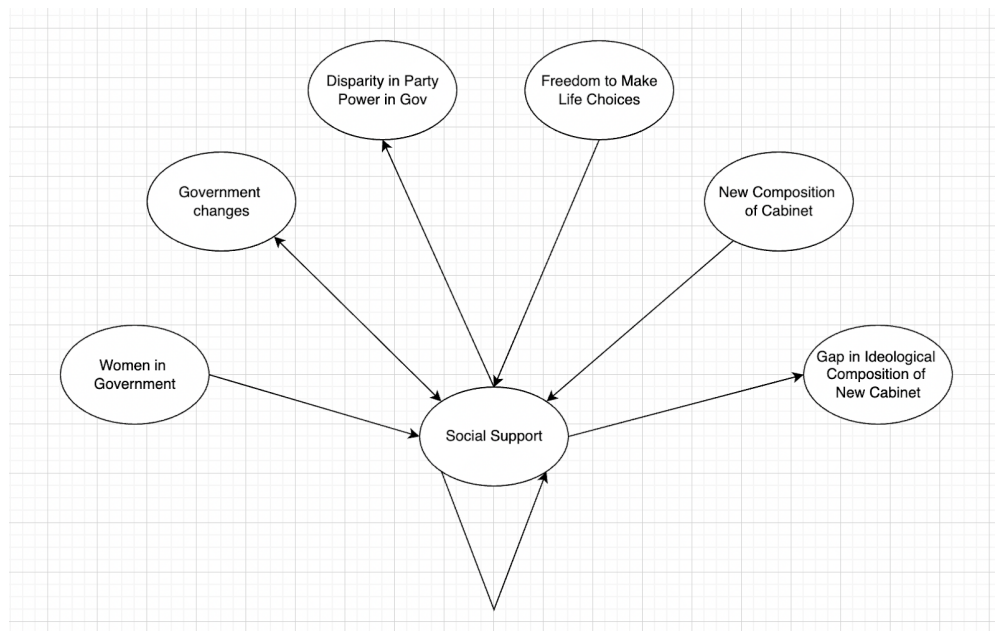 Disparity in Party
Power in Gov
Freedom to Make
Life Choices
Government
changes
New Composition
of Cabinet
Women in
Government
Gap in Ideological
Composition of
New Cabinet
Social Support